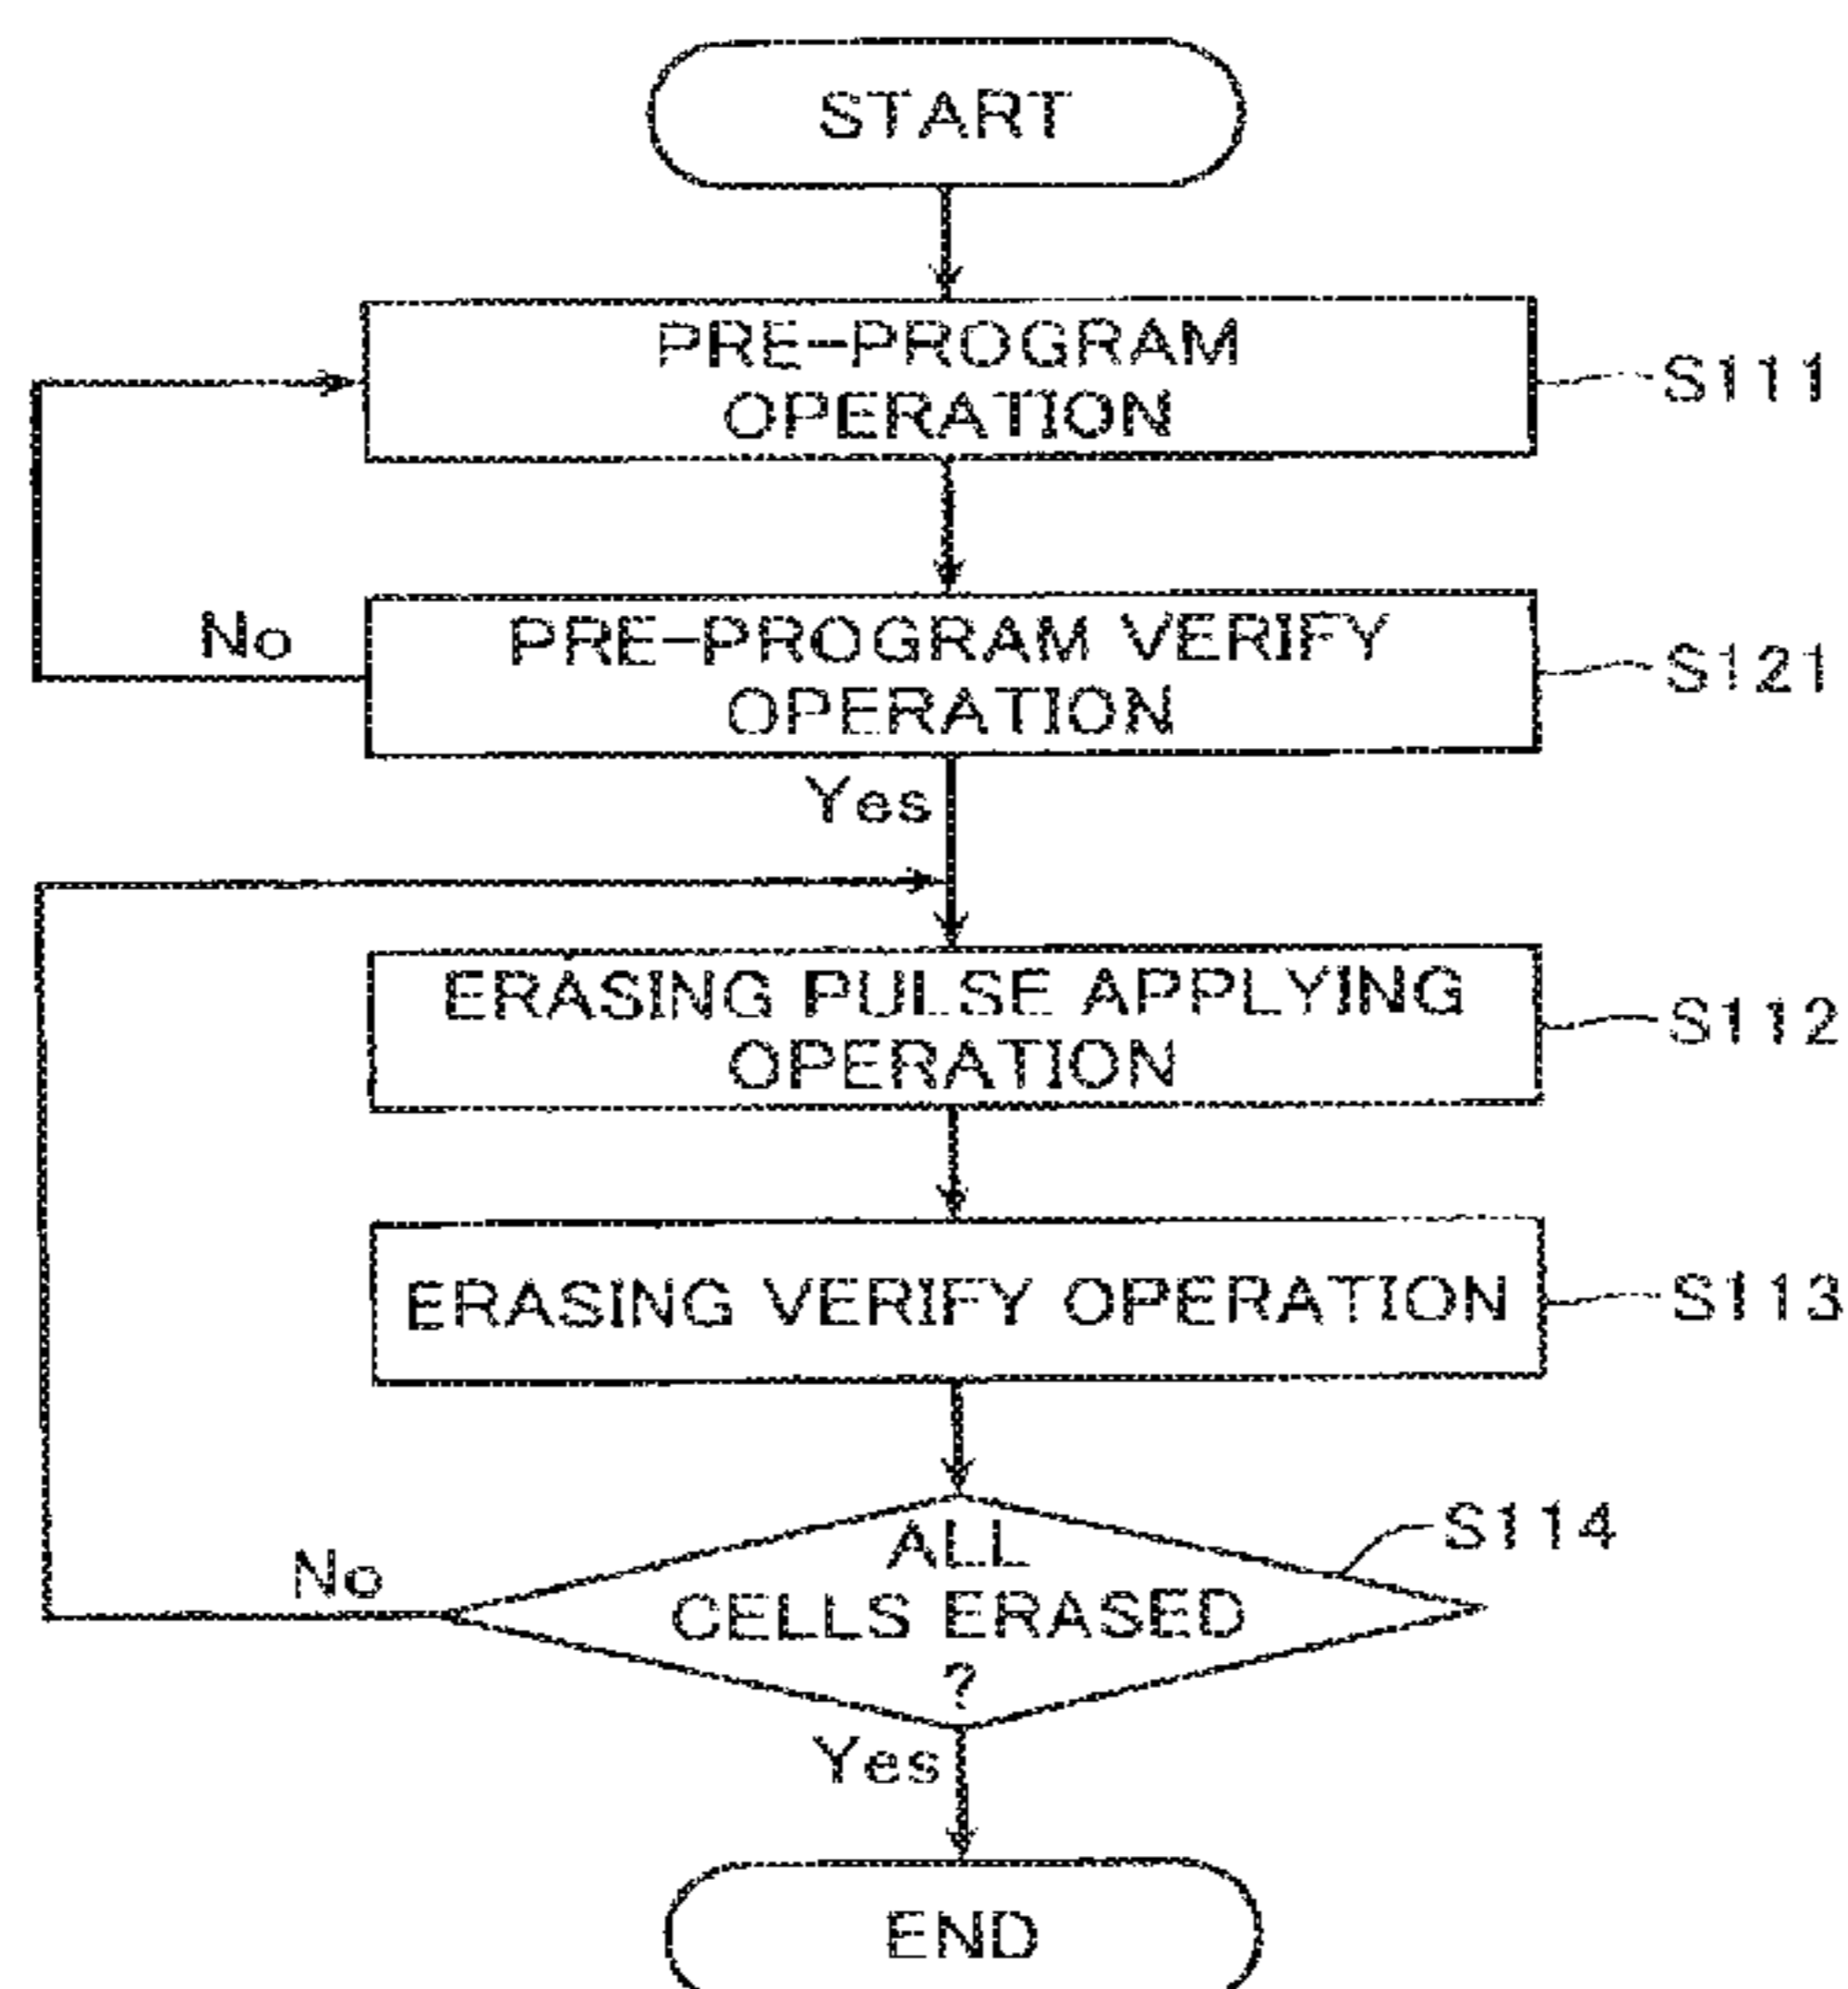 START
PRE-PROGRAM
OPERATION
S111
No
PRE-PROGRAM VERIFY
OPERATION
S121
Yes
ERASING PULSE APPLYING
OPERATION
S112
ERASING VERIFY OPERATION
S113
ALL
CELLS ERASED
?
S114
No
Yes
END